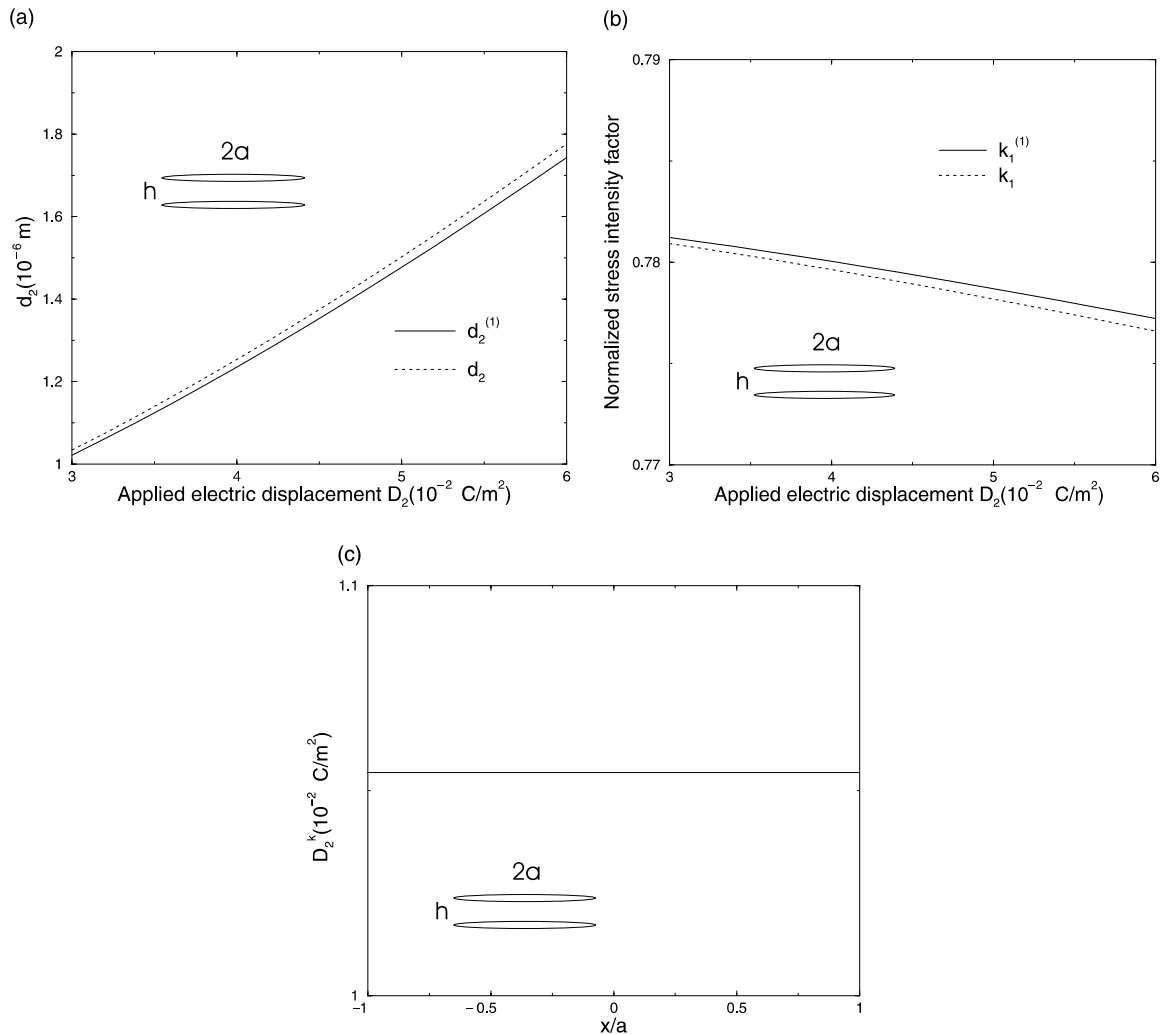 (a)
2
1.8
1.6
1.4
1.2
1
d₂(10⁻⁶ m)
2a
h
d₂⁽¹⁾
d₂
3 4 5 6
Applied electric displacement D₂(10⁻² C/m²)
(b)
0.79
0.78
0.77
Normalized stress intensity factor
k₁⁽¹⁾
k₁
2a
h
3 4 5 6
Applied electric displacement D₂(10⁻² C/m²)
(c)
1.1
1
D₂ᵏ(10⁻² C/m²)
2a
h
−1 −0.5 0 0.5 1
x/a